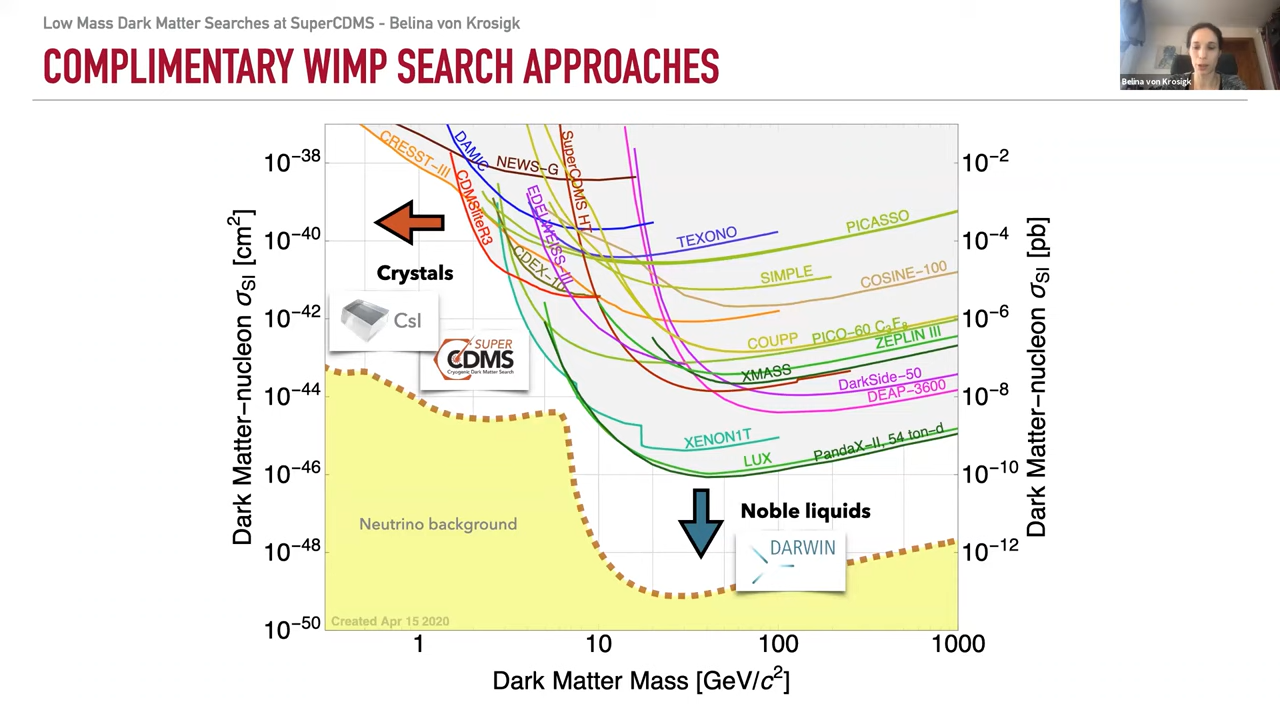 Low Mass Dark Matter Searches at SuperCDMS - Belina von Krosigk
COMPLIMENTARY WIMP SEARCH APPROACHES
Belina von Krosigk
Dark Matter–nucleon σSI [cm2]
10−38
10−40
10−42
10−44
10−46
10−48
10−50
CRESST-III
DAMIC
NEWS-G
SuperCDMS HT
CDMSliteR3
EDELWEISS-III
CDEX-10
TEXONO
PICASSO
SIMPLE
COSINE-100
COUPP
PICO-60 C3F8
ZEPLIN III
XMASS
DarkSide-50
DEAP-3600
XENON1T
LUX
PandaX-II, 54 ton-d
Crystals
CsI
SUPER
CDMS
Cryogenic Dark Matter Search
Neutrino background
Noble liquids
DARWIN
Created Apr 15 2020
10−2
10−4
10−6
10−8
10−10
10−12
Dark Matter–nucleon σSI [pb]
1 10 100 1000
Dark Matter Mass [GeV/c2]